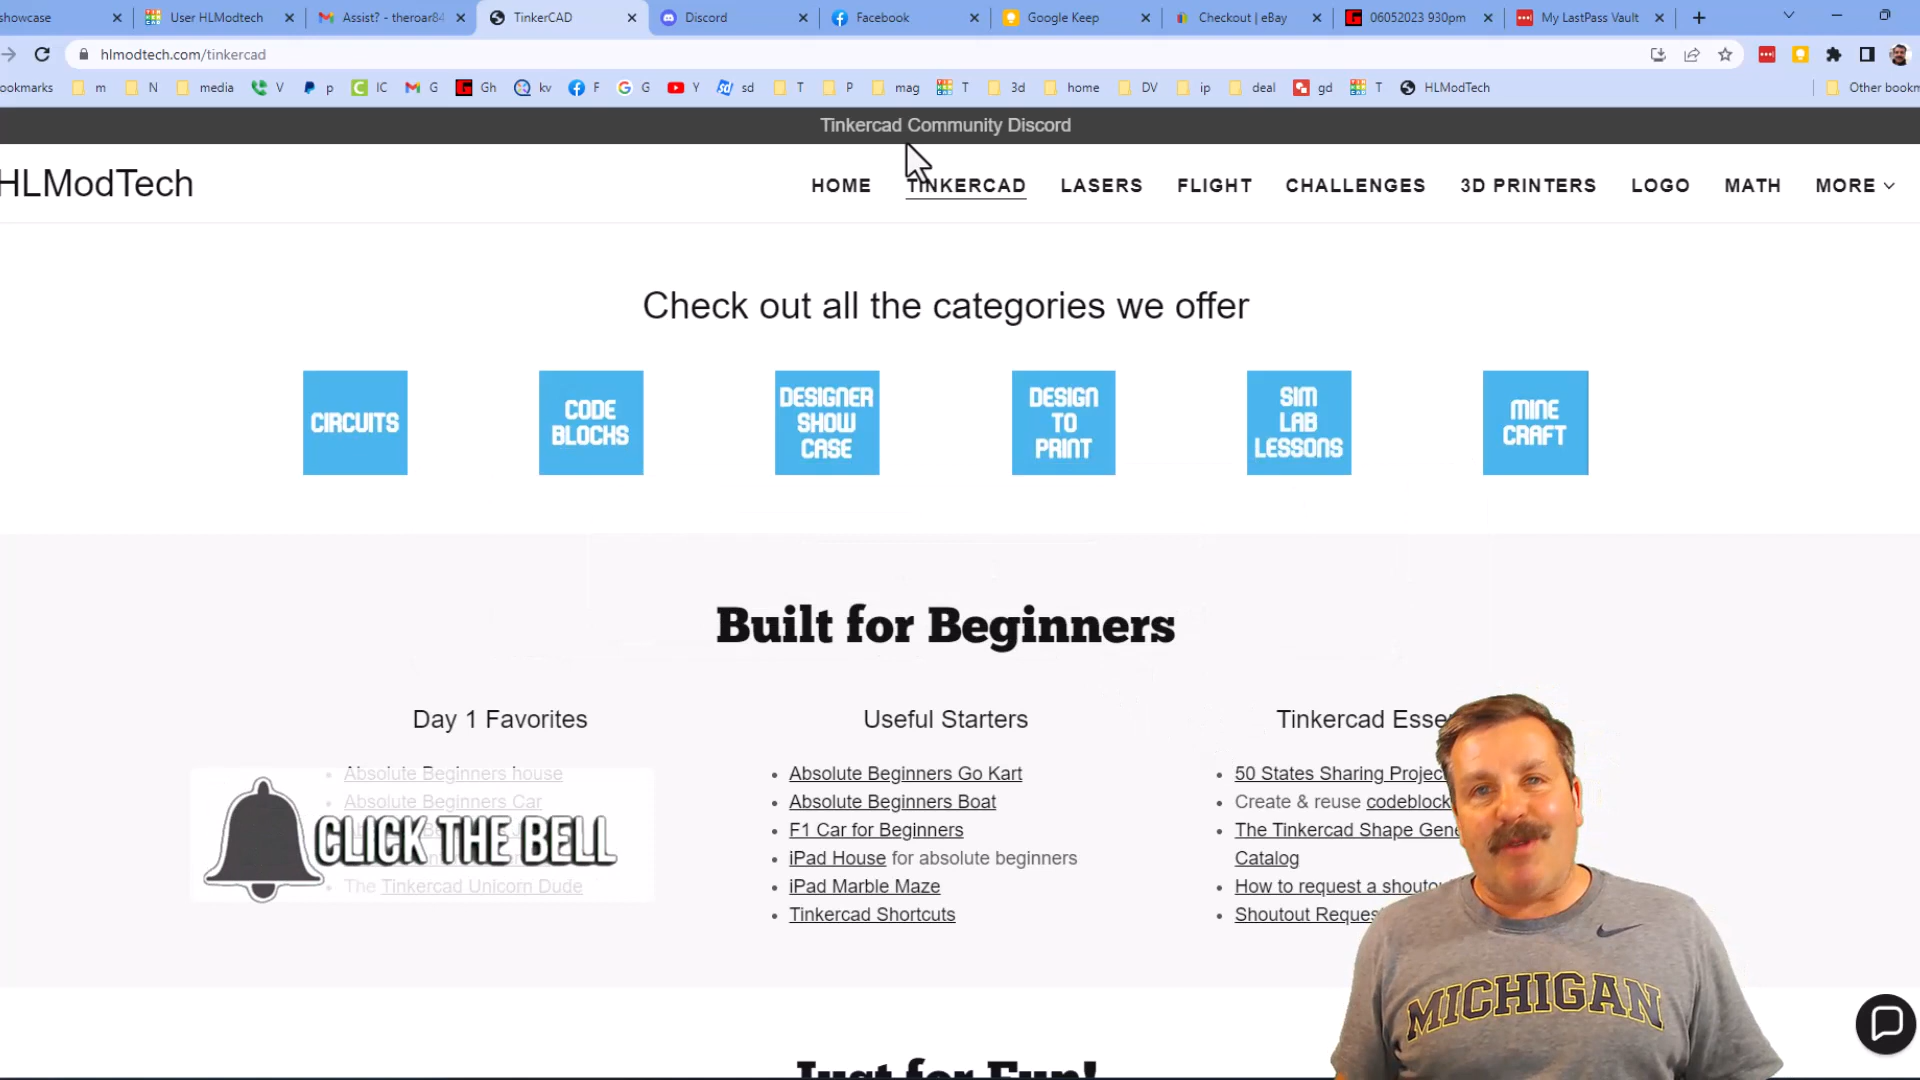 showcase
User HLModtech
Assist? - theroar84
TinkerCAD
Discord
Facebook
Google Keep
Checkout | eBay
06052023 930pm
My LastPass Vault
hlmodtech.com/tinkercad
ookmarks
m
N
media
V
p
IC
G
Gh
kv
F
G
Y
sd
T
P
mag
T
3d
home
DV
ip
deal
gd
T
HLModTech
Other bookm
Tinkercad Community Discord
HLModTech
HOME
TINKERCAD
LASERS
FLIGHT
CHALLENGES
3D PRINTERS
LOGO
MATH
MORE
Check out all the categories we offer
CIRCUITS
CODE
BLOCKS
DESIGNER
SHOW
CASE
DESIGN
TO
PRINT
SIM
LAB
LESSONS
MINE
CRAFT
Built for Beginners
Day 1 Favorites
Absolute Beginners house
Absolute Beginners Car
CLICK THE BELL
The Tinkercad Unicorn Dude
Useful Starters
Absolute Beginners Go Kart
Absolute Beginners Boat
F1 Car for Beginners
iPad House for absolute beginners
iPad Marble Maze
Tinkercad Shortcuts
Tinkercad Esse
50 States Sharing Projec
Create & reuse codeblock
The Tinkercad Shape Gene
Catalog
How to request a shoutou
Shoutout Reques
MICHIGAN
Just for Fun!